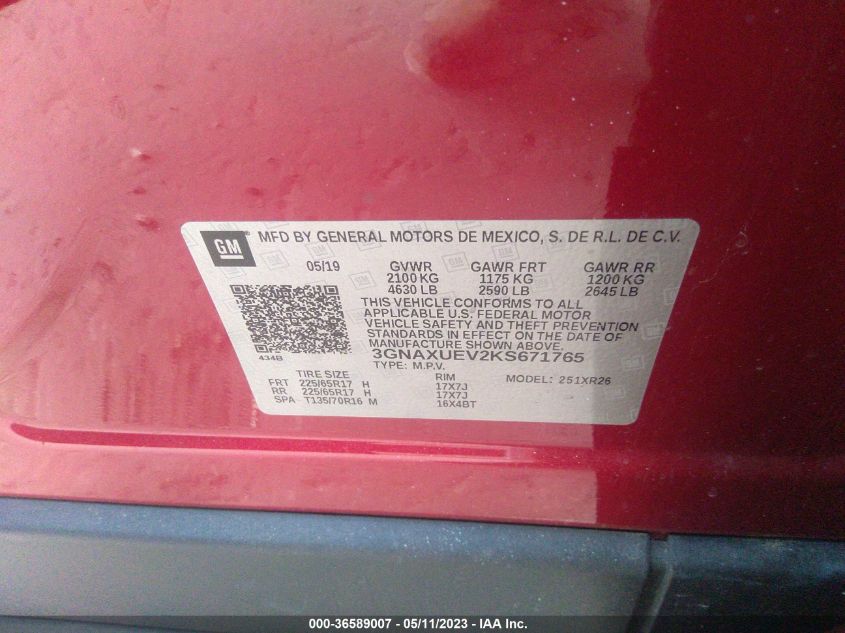 GM ® MFD BY GENERAL MOTORS DE MEXICO, S. DE R.L. DE C.V.
05/19 GVWR GAWR FRT GAWR RR
2100 KG 1175 KG 1200 KG
4630 LB 2590 LB 2645 LB
THIS VEHICLE CONFORMS TO ALL
APPLICABLE U.S. FEDERAL MOTOR
VEHICLE SAFETY AND THEFT PREVENTION
STANDARDS IN EFFECT ON THE DATE OF
MANUFACTURE SHOWN ABOVE.
434B 3GNAXUEV2KS671765
TYPE: M.P.V.
TIRE SIZE RIM MODEL: 251XR26
FRT 225/65R17 H 17X7J
RR 225/65R17 H 17X7J
SPA T135/70R16 M 16X4BT
000-36589007 - 05/11/2023 - IAA Inc.